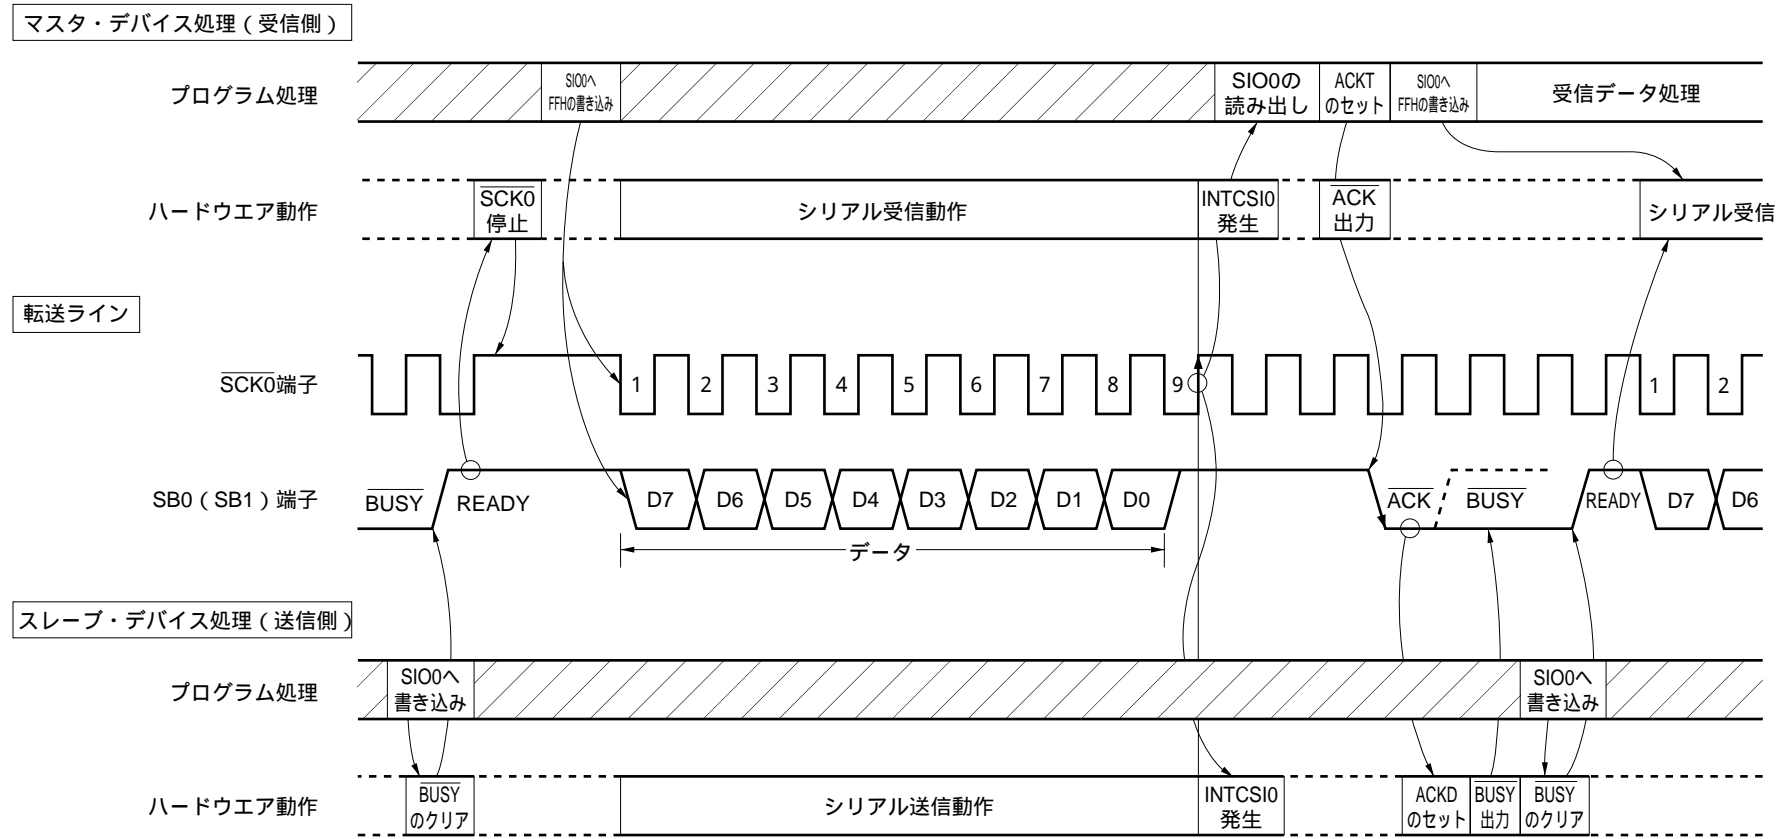 マスタ・デバイス処理（受信側）
プログラム処理
SIO0へ
FFHの書き込み
SIO0の
読み出し
ACKT
のセット
SIO0へ
FFHの書き込み
受信データ処理
ハードウエア動作
SCK0
停止
シリアル受信動作
INTCSI0
発生
ACK
出力
シリアル受信
転送ライン
SCK0端子
1 2 3 4 5 6 7 8 9 1 2
SB0（SB1）端子
BUSY READY D7 D6 D5 D4 D3 D2 D1 D0 ACK BUSY READY D7 D6
データ
スレーブ・デバイス処理（送信側）
プログラム処理
SIO0へ
書き込み
SIO0へ
書き込み
ハードウエア動作
BUSY
のクリア
シリアル送信動作
INTCSI0
発生
ACKD
のセット
BUSY
出力
BUSY
のクリア